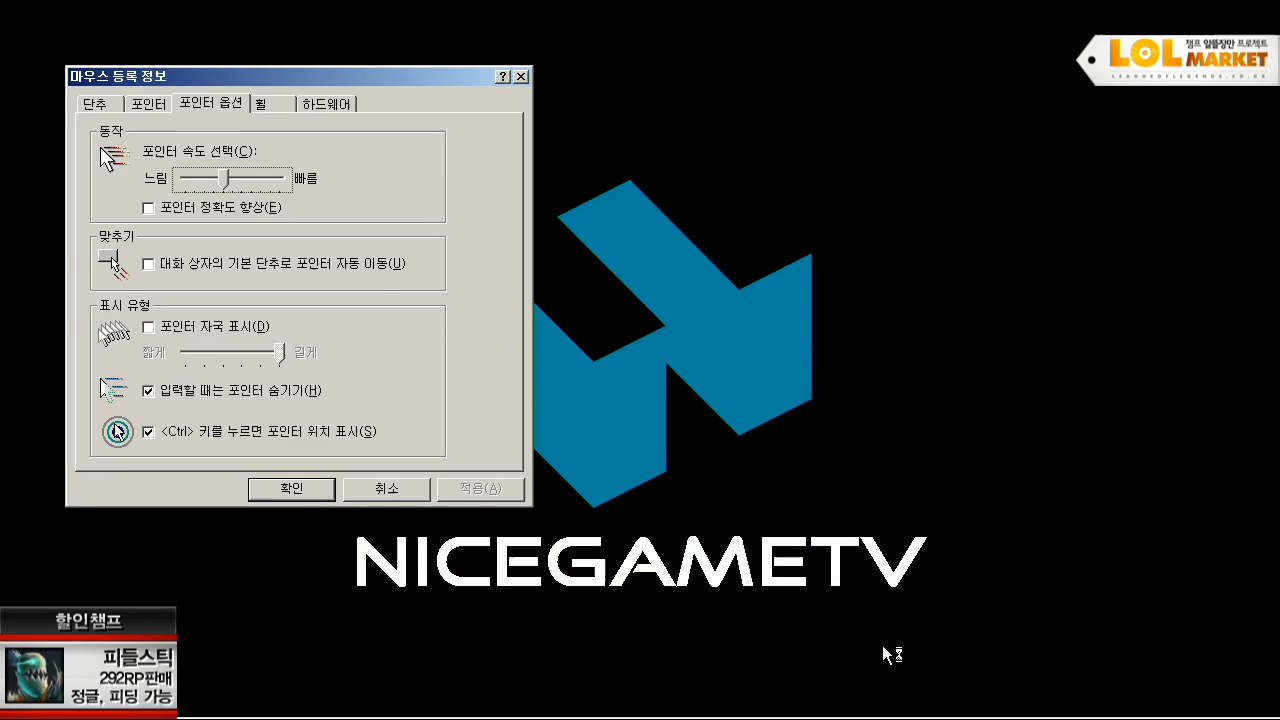 마우스 등록 정보
단추 포인터 포인터 옵션 휠 하드웨어
동작
포인터 속도 선택(C):
느림 빠름
포인터 정확도 향상(E)
맞추기
대화 상자의 기본 단추로 포인터 자동 이동(U)
표시 유형
포인터 자국 표시(D)
짧게 길게
입력할 때는 포인터 숨기기(H)
<Ctrl> 키를 누르면 포인터 위치 표시(S)
확인 취소 적용(A)
LOL 챔프 알뜰장만 프로젝트
MARKET
LEAGUEOFLEGENDS.CO.KR
NICEGAMETV
할인챔프
피들스틱
292RP판매
정글, 피딩 가능